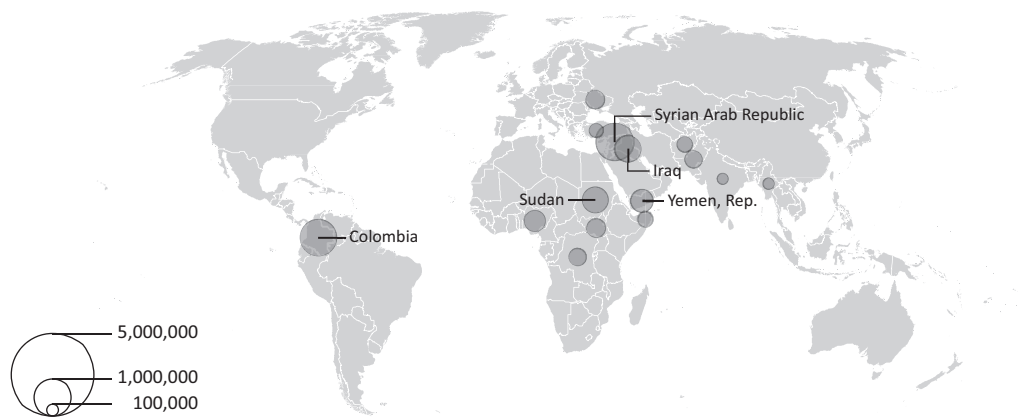 Syrian Arab Republic
Iraq
Sudan
Yemen, Rep.
Colombia
5,000,000
1,000,000
100,000